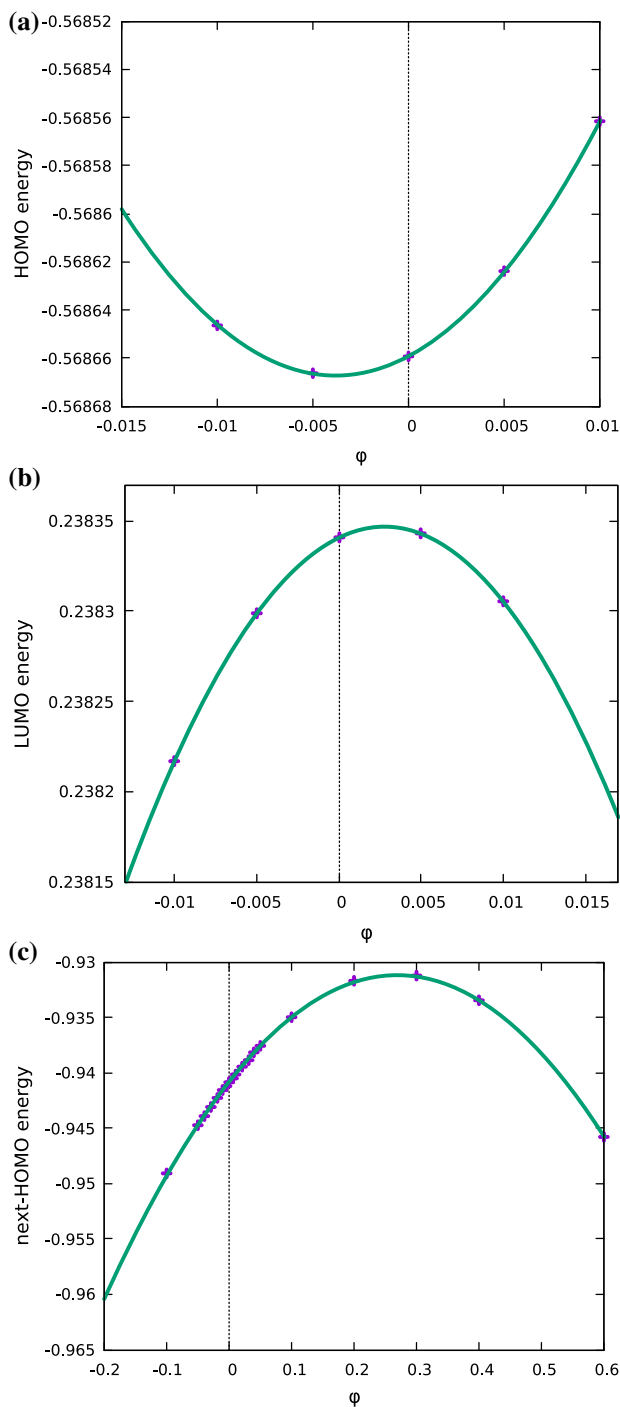 (a)
-0.56852
-0.56854
-0.56856
-0.56858
-0.5686
-0.56862
-0.56864
-0.56866
-0.56868
HOMO energy
-0.015 -0.01 -0.005 0 0.005 0.01
φ
(b)
0.23835
0.2383
0.23825
0.2382
0.23815
LUMO energy
-0.01 -0.005 0 0.005 0.01 0.015
φ
(c)
-0.93
-0.935
-0.94
-0.945
-0.95
-0.955
-0.96
-0.965
next-HOMO energy
-0.2 -0.1 0 0.1 0.2 0.3 0.4 0.5 0.6
φ